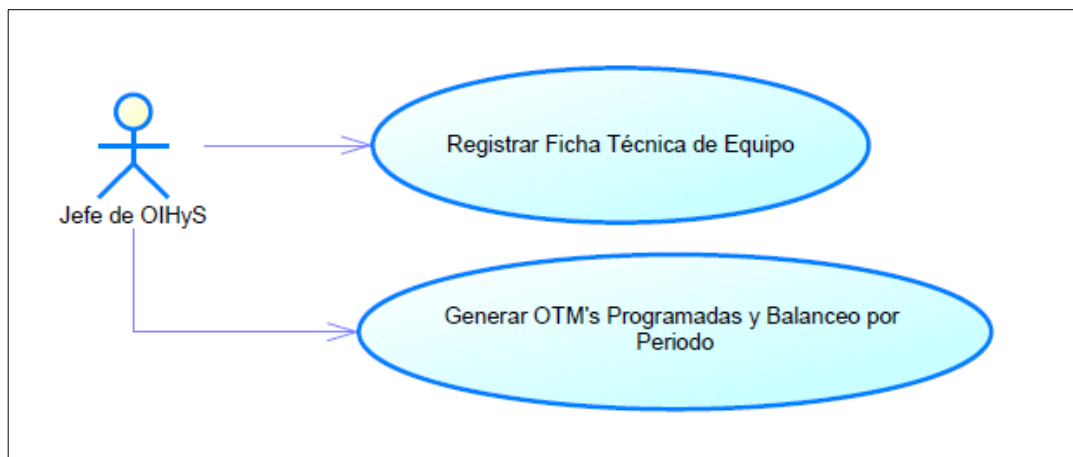 Registrar Ficha Técnica de Equipo
Jefe de OIHyS
Generar OTM's Programadas y Balanceo por
Periodo